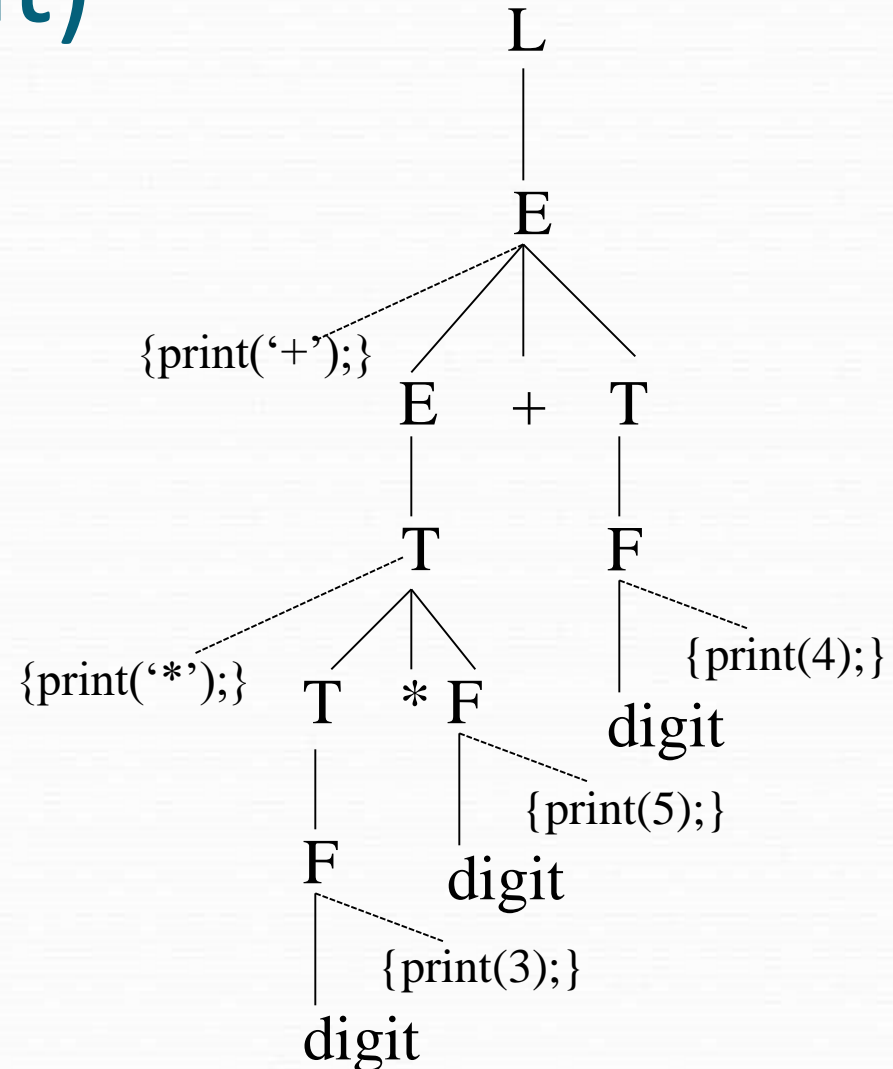 t)
L
E
{print(‘+’);}
E + T
T F
{print(‘*’);} T * F {print(4);}
digit
{print(5);}
F digit
{print(3);}
digit